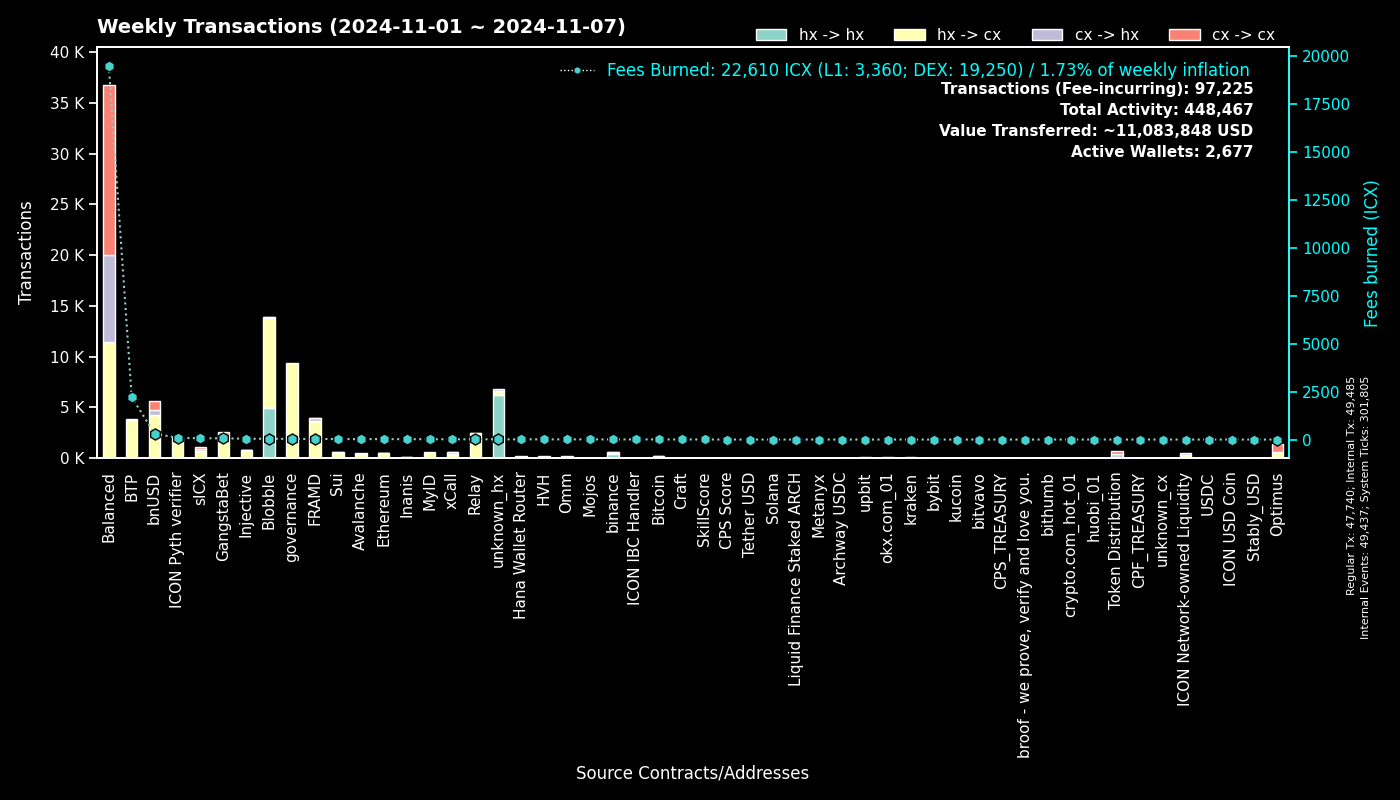 Weekly Transactions (2024-11-01 ~ 2024-11-07)
hx -> hx
hx -> cx
cx -> hx
cx -> cx
Fees Burned: 22,610 ICX (L1: 3,360; DEX: 19,250) / 1.73% of weekly inflation
Transactions (Fee-incurring): 97,225
Total Activity: 448,467
Value Transferred: ~11,083,848 USD
Active Wallets: 2,677
Transactions
40 K
35 K
30 K
25 K
20 K
15 K
10 K
5 K
0 K
20000
17500
15000
12500
10000
7500
5000
2500
0
Fees burned (ICX)
Regular Tx: 47,740; Internal Tx: 49,485
Internal Events: 49,437; System Ticks: 301,805
Balanced
BTP
bnUSD
ICON Pyth verifier
sICX
GangstaBet
Injective
Blobble
governance
FRAMD
Sui
Avalanche
Ethereum
Inanis
MyID
xCall
Relay
unknown_hx
Hana Wallet Router
HVH
Omm
Mojos
binance
ICON IBC Handler
Bitcoin
Craft
SkillScore
CPS Score
Tether USD
Solana
Liquid Finance Staked ARCH
Metanyx
Archway USDC
upbit
okx.com_01
kraken
bybit
kucoin
bitvavo
CPS_TREASURY
broof - we prove, verify and love you.
bithumb
crypto.com_hot_01
huobi_01
Token Distribution
CPF_TREASURY
unknown_cx
ICON Network-owned Liquidity
USDC
ICON USD Coin
Stably_USD
Optimus
Source Contracts/Addresses